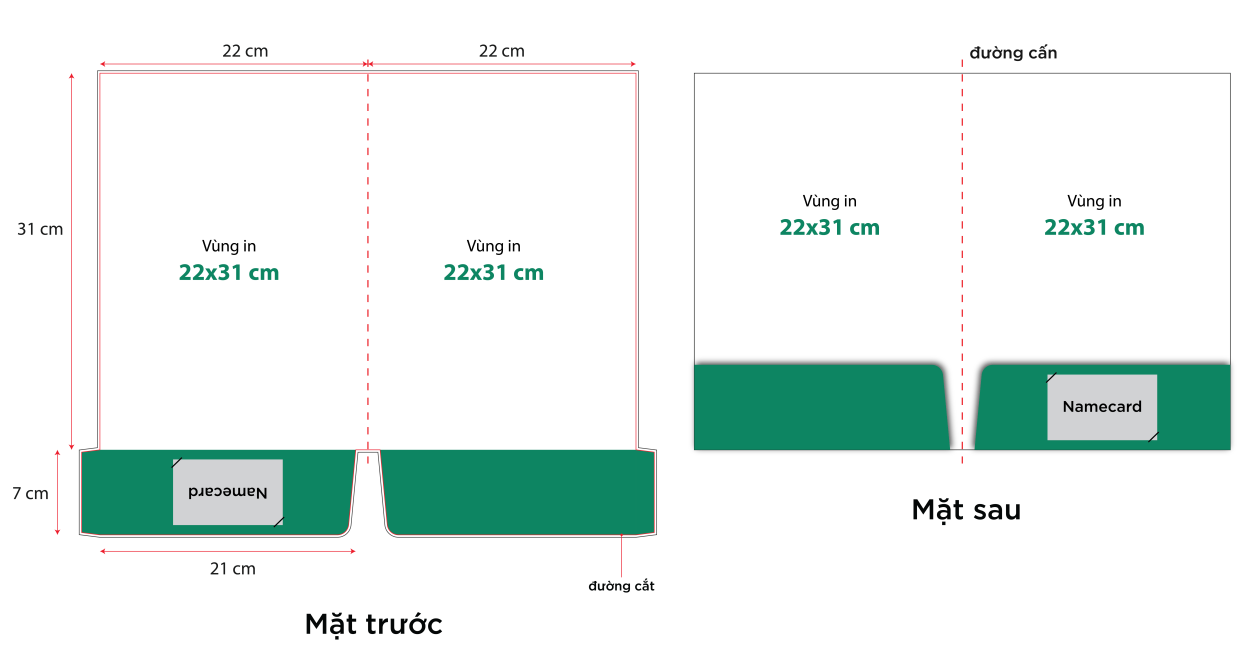 22 cm
22 cm
31 cm
Vùng in
22x31 cm
Vùng in
22x31 cm
7 cm
Namecard
21 cm
đường cắt
Mặt trước
đường cấn
Vùng in
22x31 cm
Vùng in
22x31 cm
Namecard
Mặt sau